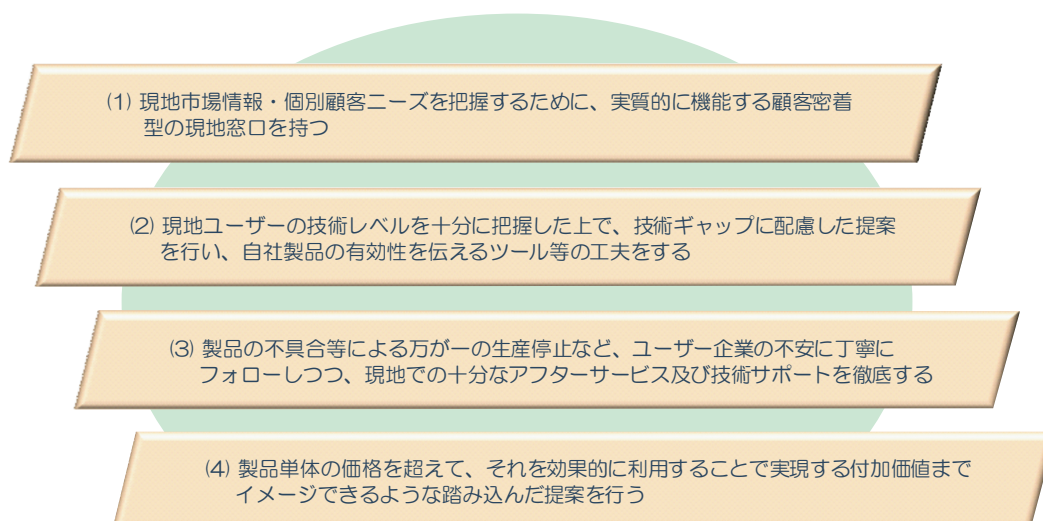 (1) 現地市場情報・個別顧客ニーズを把握するために、実質的に機能する顧客密着
型の現地窓口を持つ
(2) 現地ユーザーの技術レベルを十分に把握した上で、技術ギャップに配慮した提案
を行い、自社製品の有効性を伝えるツール等の工夫をする
(3) 製品の不具合等による万が一の生産停止など、ユーザー企業の不安に丁寧に
フォローしつつ、現地での十分なアフターサービス及び技術サポートを徹底する
(4) 製品単体の価格を超えて、それを効果的に利用することで実現する付加価値まで
イメージできるような踏み込んだ提案を行う